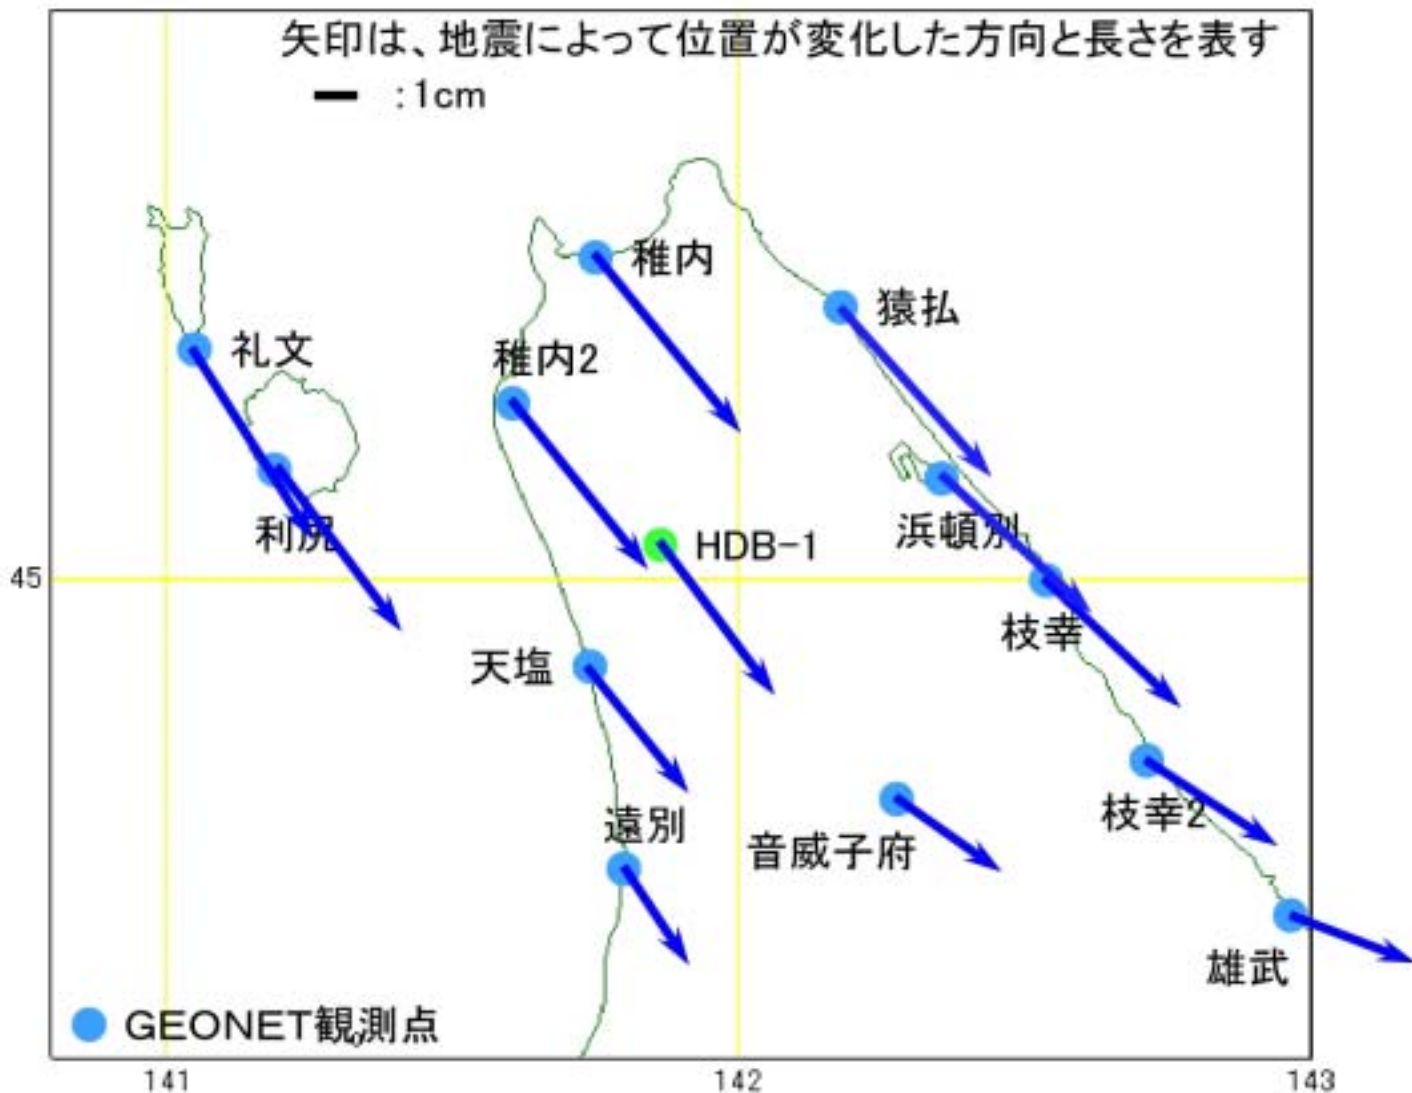 矢印は、地震によって位置が変化した方向と長さを表す
:1cm
稚内
猿払
礼文
稚内2
利尻
浜頓別
HDB-1
45
枝幸
天塩
遠別
音威子府
枝幸2
雄武
GEONET観測点
141
142
143